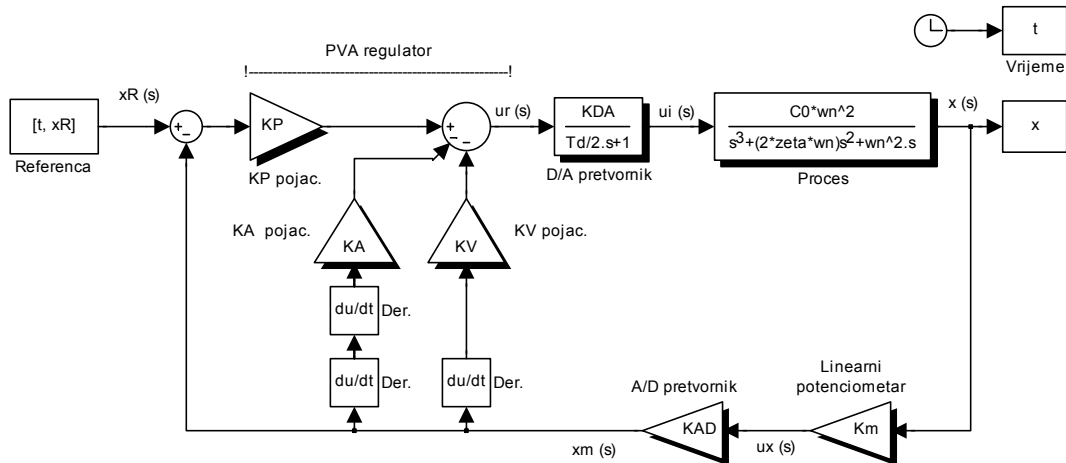 PVA regulator
!------------------------------------------------------!
t
Vrijeme
xR (s)
[t, xR]
Referenca
+
−
KP
KP pojac.
+
−
−
ur (s)
KDA
Td/2.s+1
D/A pretvornik
ui (s)
C0*wn^2
s³+(2*zeta*wn)s²+wn^2.s
Proces
x (s)
x
KA pojac.
KA
KV
KV pojac.
du/dt
Der.
du/dt
Der.
du/dt
Der.
A/D pretvornik
KAD
Linearni
potenciometar
Km
xm (s)
ux (s)